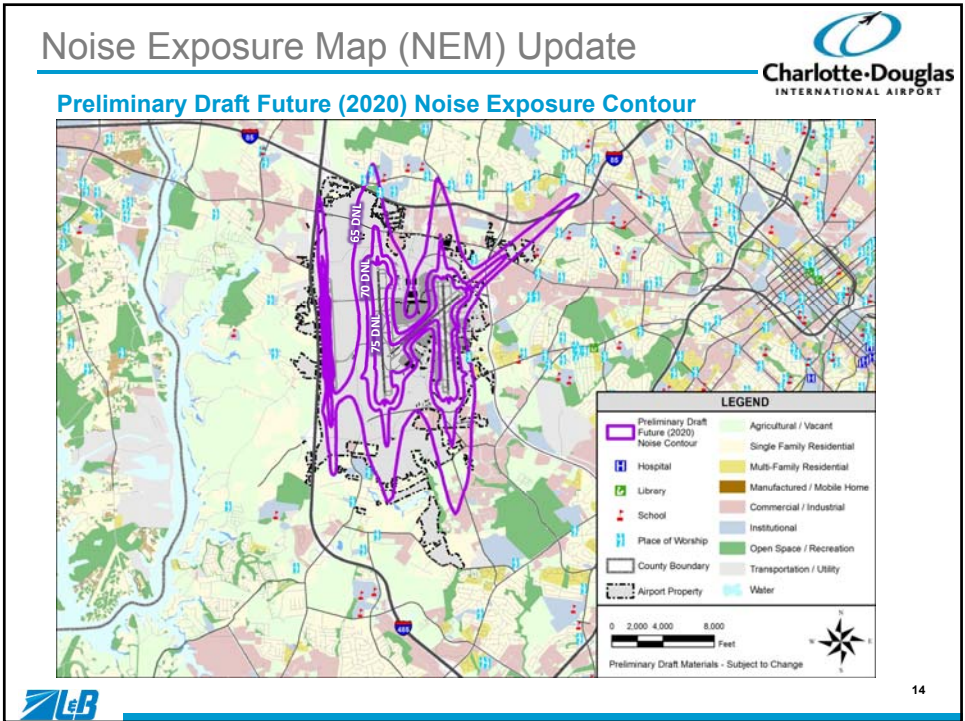 Noise Exposure Map (NEM) Update
Charlotte•Douglas
INTERNATIONAL AIRPORT
Preliminary Draft Future (2020) Noise Exposure Contour
85
85
65 DNL
70 DNL
75 DNL
485
LEGEND
Preliminary Draft
Future (2020)
Noise Contour
H Hospital
Library
School
Place of Worship
County Boundary
Airport Property
Agricultural / Vacant
Single Family Residential
Multi-Family Residential
Manufactured / Mobile Home
Commercial / Industrial
Institutional
Open Space / Recreation
Transportation / Utility
Water
0 2,000 4,000 8,000
Feet
N
W E
S
Preliminary Draft Materials - Subject to Change
L&B
14